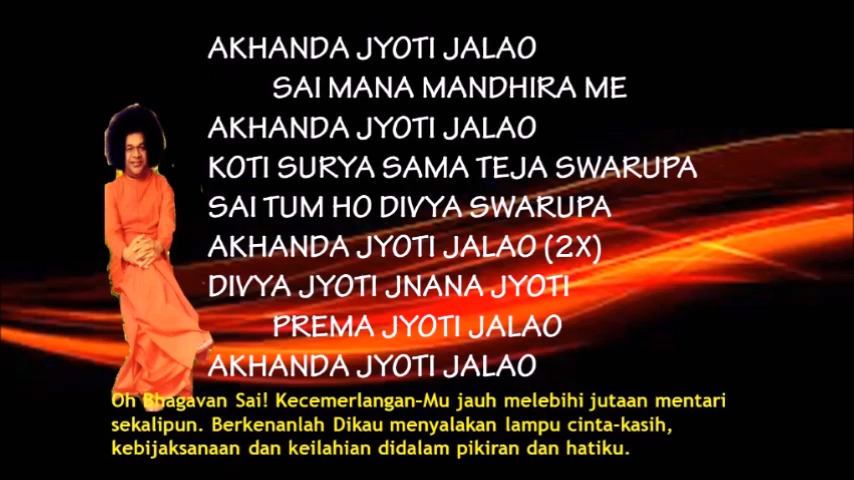 AKHANDA JYOTI JALAO
SAI MANA MANDHIRA ME
AKHANDA JYOTI JALAO
KOTI SURYA SAMA TEJA SWARUPA
SAI TUM HO DIVYA SWARUPA
AKHANDA JYOTI JALAO (2X)
DIVYA JYOTI JNANA JYOTI
PREMA JYOTI JALAO
AKHANDA JYOTI JALAO
Oh Bhagavan Sai! Kecemerlangan-Mu jauh melebihi jutaan mentari
sekalipun. Berkenanlah Dikau menyalakan lampu cinta-kasih,
kebijaksanaan dan keilahian didalam pikiran dan hatiku.